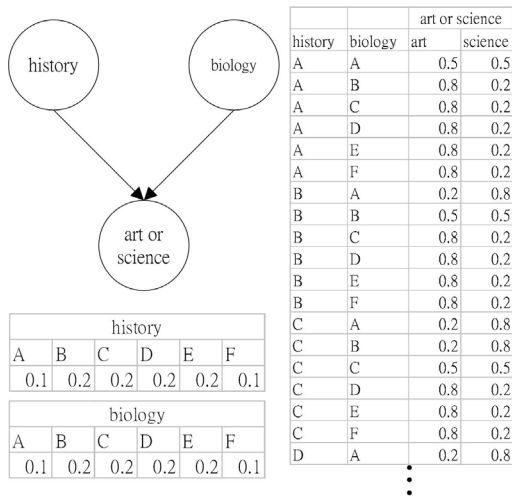 history
biology
art or
science
history
A B C D E F
0.1 0.2 0.2 0.2 0.2 0.1
biology
A B C D E F
0.1 0.2 0.2 0.2 0.2 0.1
art or science
history biology art science
A A 0.5 0.5
A B 0.8 0.2
A C 0.8 0.2
A D 0.8 0.2
A E 0.8 0.2
A F 0.8 0.2
B A 0.2 0.8
B B 0.5 0.5
B C 0.8 0.2
B D 0.8 0.2
B E 0.8 0.2
B F 0.8 0.2
C A 0.2 0.8
C B 0.2 0.8
C C 0.5 0.5
C D 0.8 0.2
C E 0.8 0.2
C F 0.8 0.2
D A 0.2 0.8